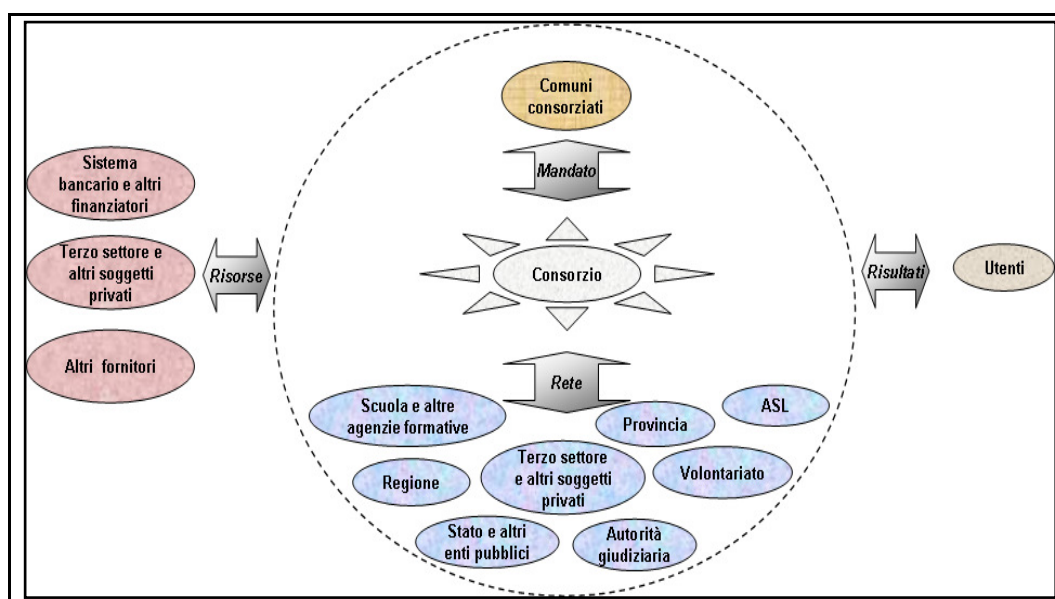 Comuni
consorziati
Mandato
Sistema
bancario e altri
finanziatori
Terzo settore e
altri soggetti
privati
Altri fornitori
Risorse
Consorzio
Risultati
Utenti
Rete
Scuola e altre
agenzie formative
Provincia
ASL
Regione
Terzo settore
e altri soggetti
privati
Volontariato
Stato e altri
enti pubblici
Autorità
giudiziaria